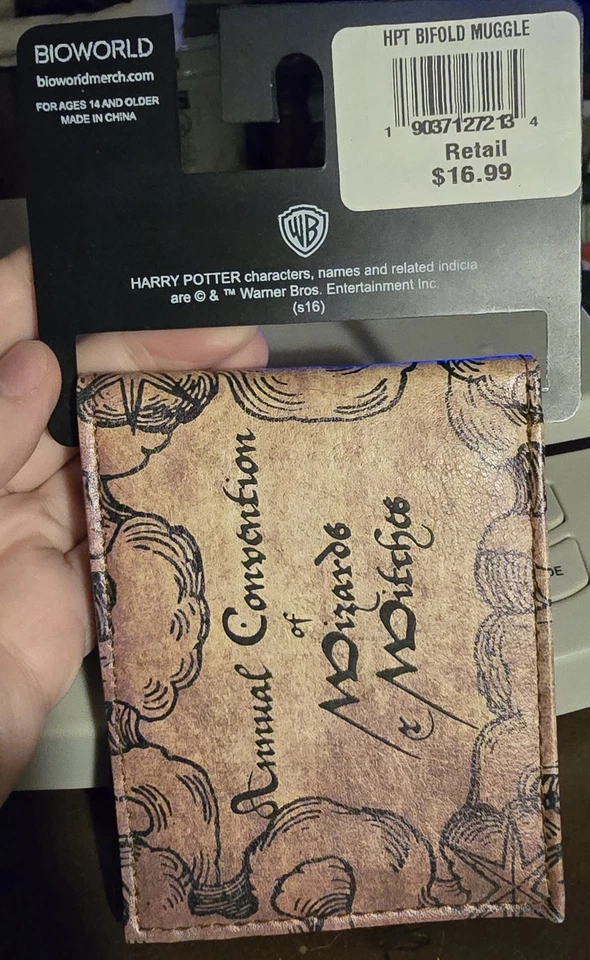 BIOWORLD
bioworldmerch.com
FOR AGES 14 AND OLDER
MADE IN CHINA
HPT BIFOLD MUGGLE
1 90371 27213 4
Retail
$16.99
WB
HARRY POTTER characters, names and related indicia
are © & ™ Warner Bros. Entertainment Inc.
(s16)
Annual Convention
of
Wizards
& Witches
DE